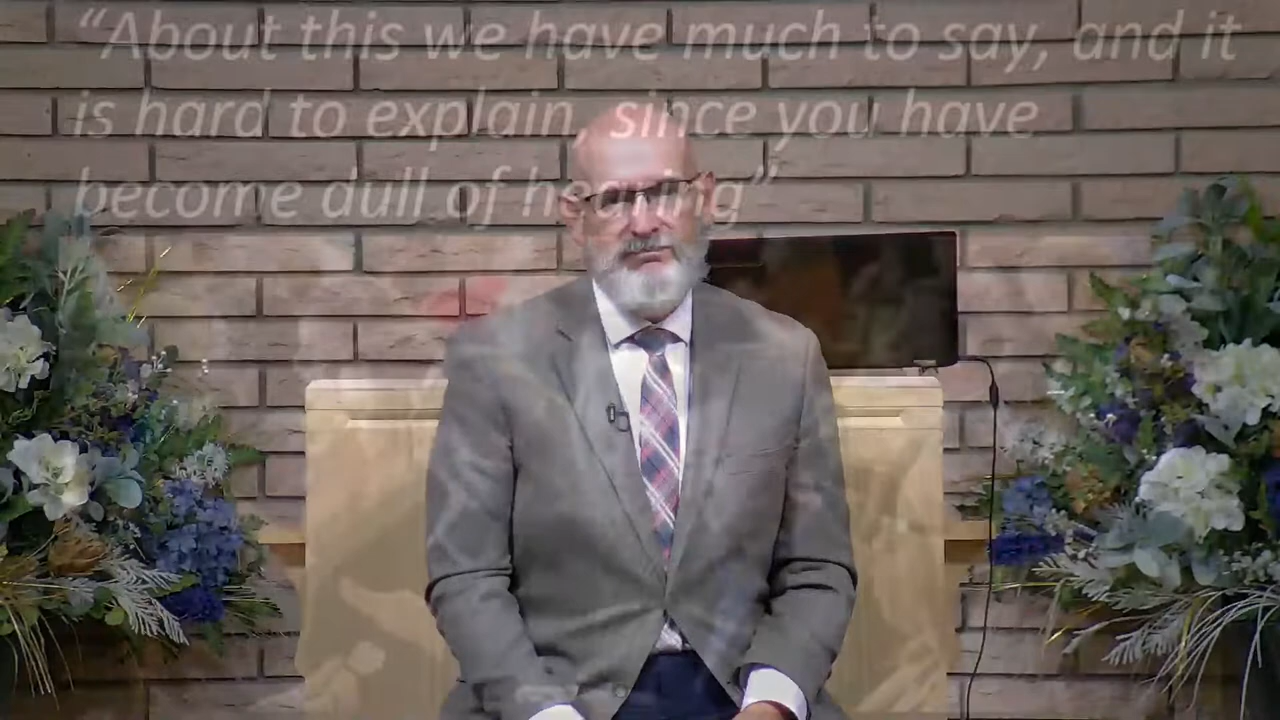 “About this we have much to say, and it
is hard to explain, since you have
become dull of hearing”